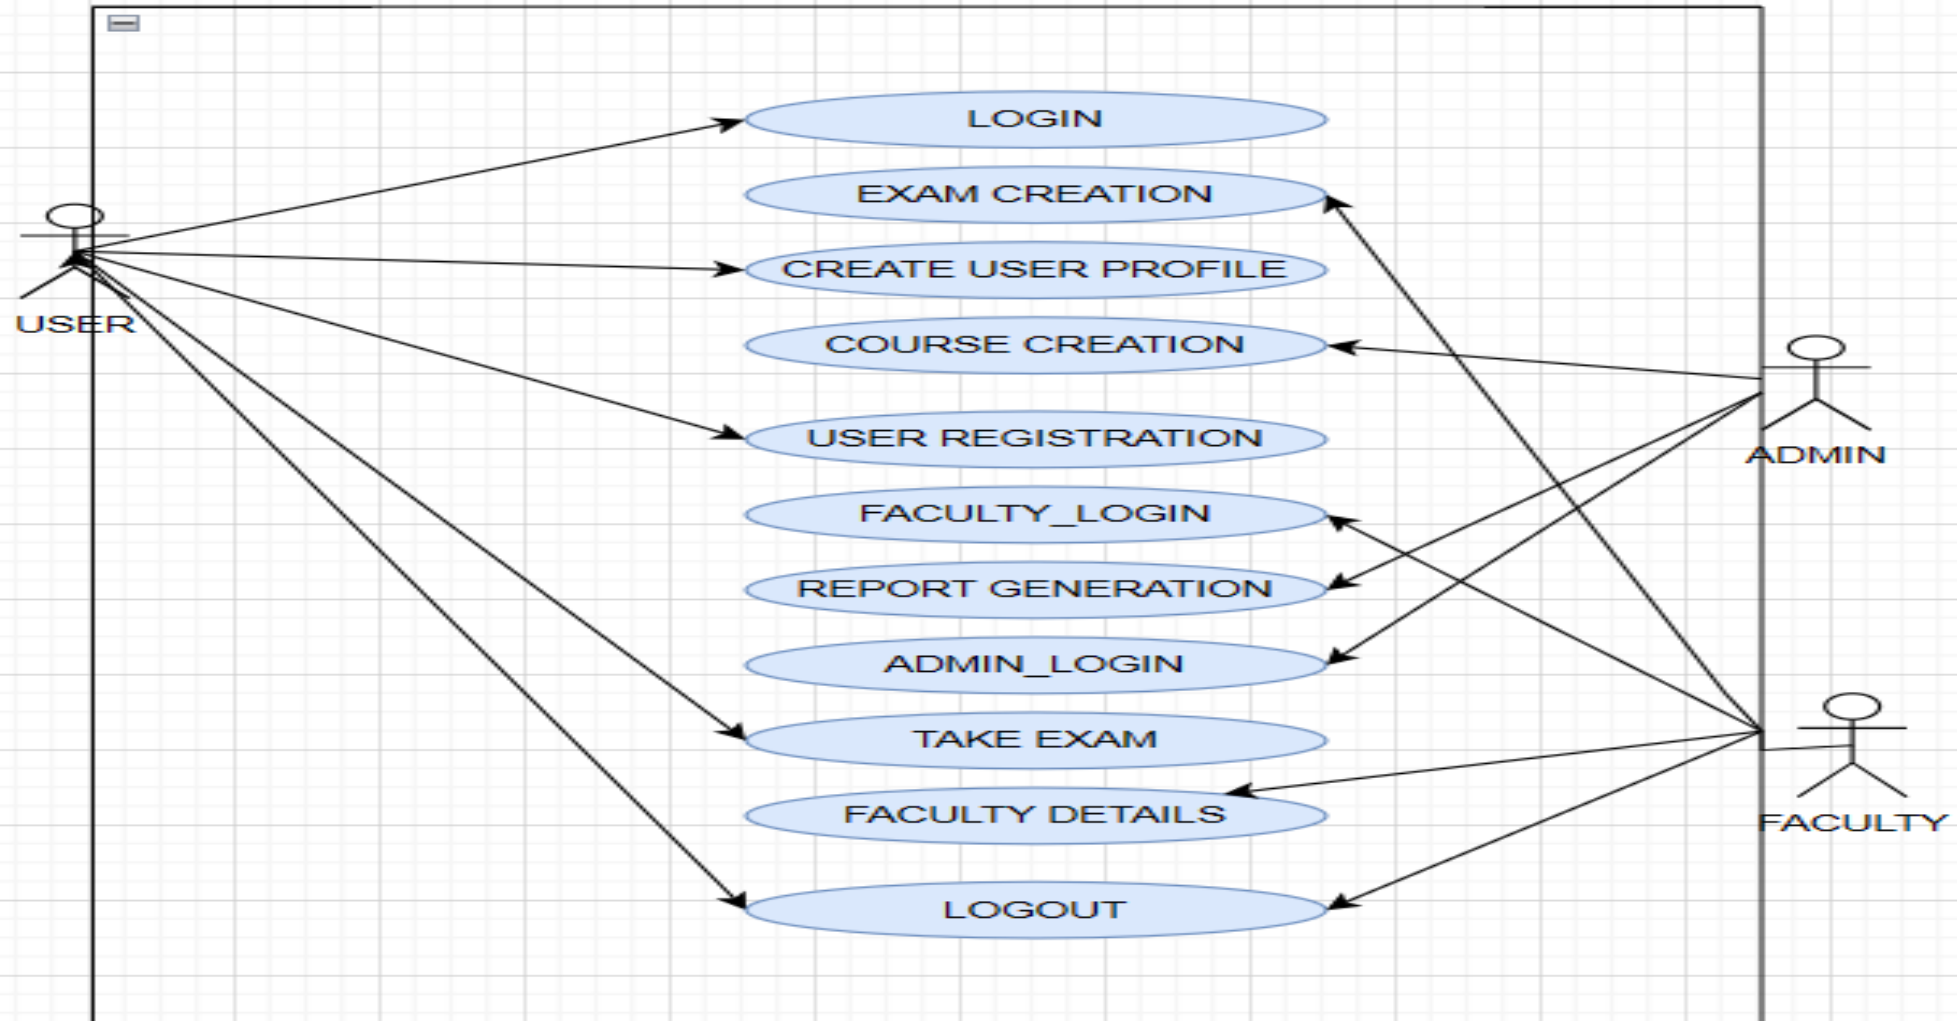 LOGIN
EXAM CREATION
CREATE USER PROFILE
USER
COURSE CREATION
USER REGISTRATION
ADMIN
FACULTY_LOGIN
REPORT GENERATION
ADMIN_LOGIN
TAKE EXAM
FACULTY DETAILS
FACULTY
LOGOUT